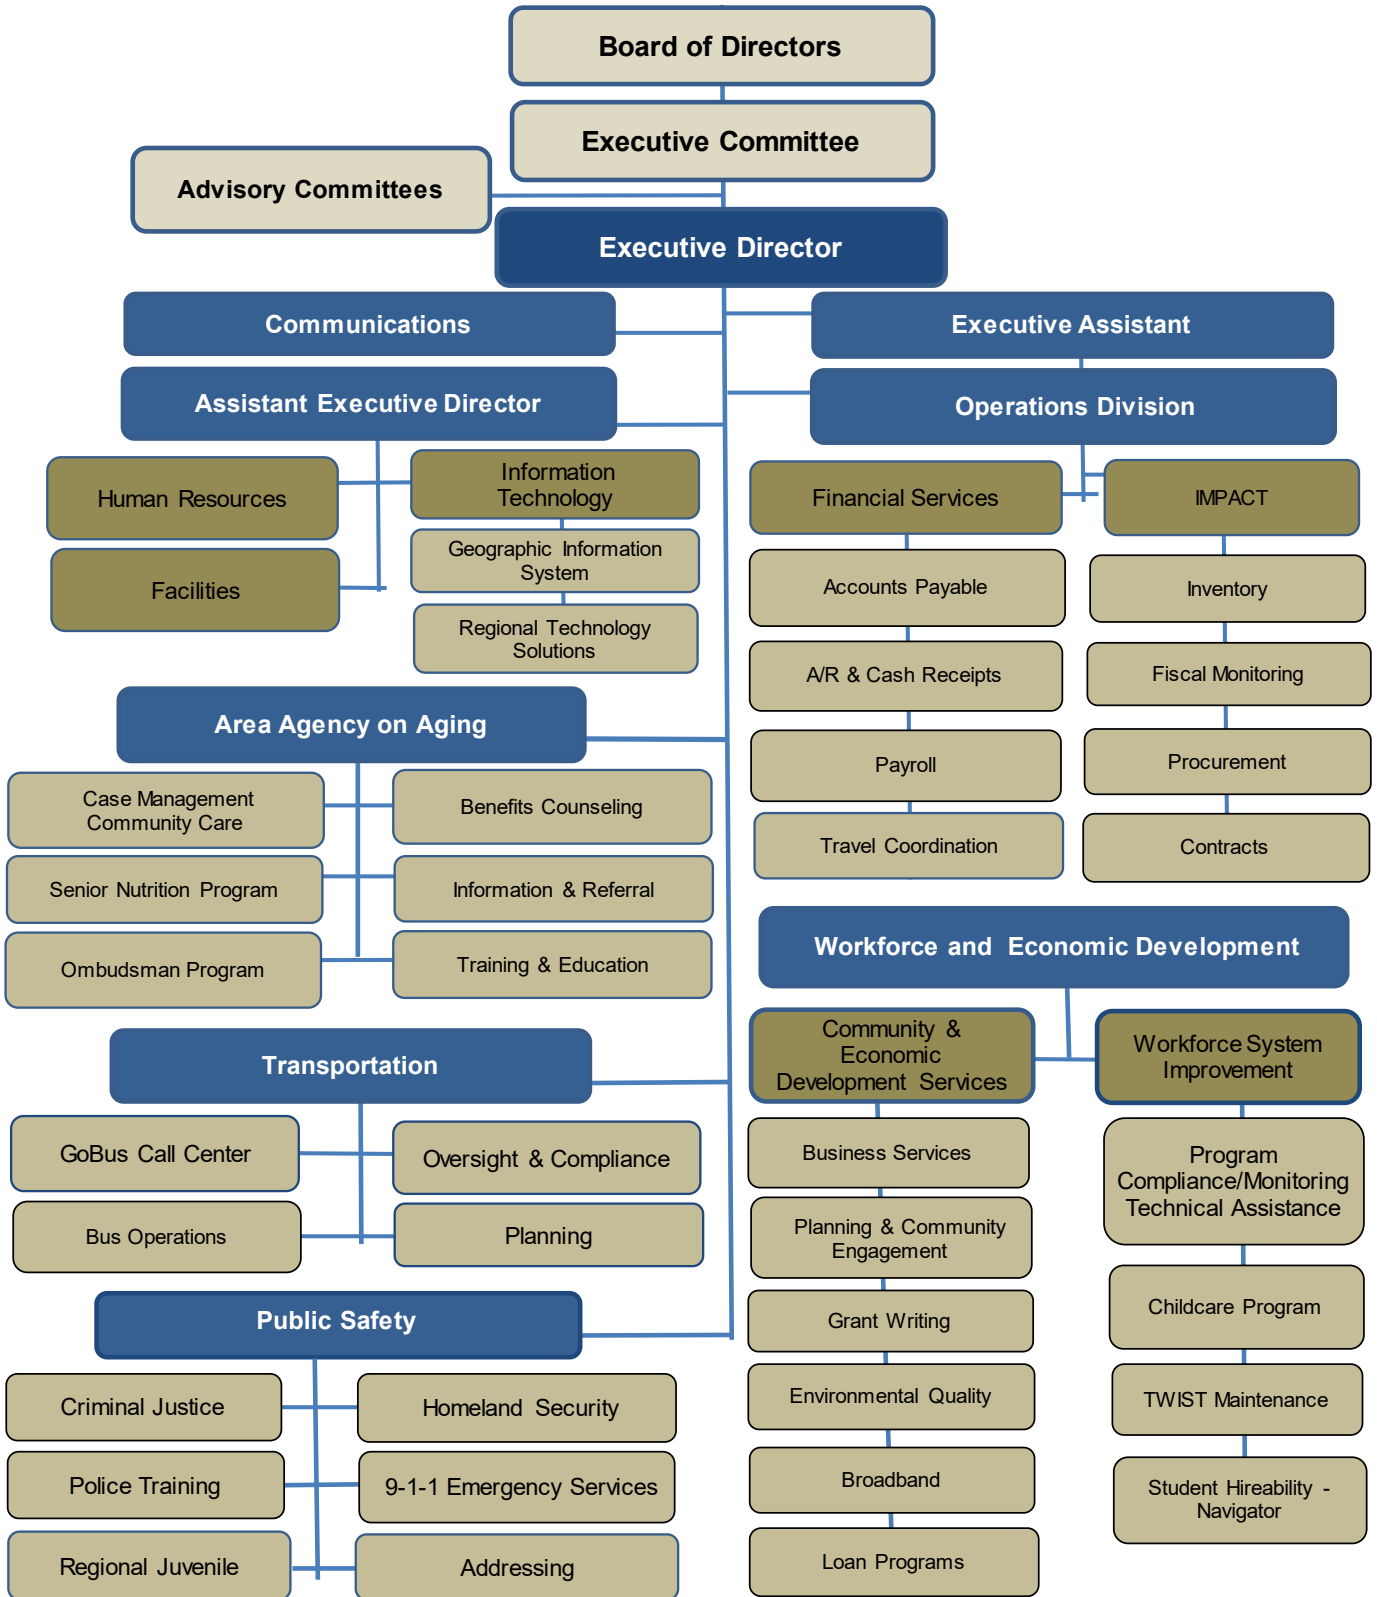 Board of Directors
Executive Committee
Advisory Committees
Executive Director
Communications
Executive Assistant
Assistant Executive Director
Operations Division
Human Resources
Information
Technology
Geographic Information
System
Regional Technology
Solutions
Facilities
Financial Services
Accounts Payable
A/R & Cash Receipts
Payroll
Travel Coordination
IMPACT
Inventory
Fiscal Monitoring
Procurement
Contracts
Area Agency on Aging
Case Management
Community Care
Benefits Counseling
Senior Nutrition Program
Information & Referral
Ombudsman Program
Training & Education
Workforce and Economic Development
Community &
Economic
Development Services
Business Services
Planning & Community
Engagement
Grant Writing
Environmental Quality
Broadband
Loan Programs
Workforce System
Improvement
Program
Compliance/Monitoring
Technical Assistance
Childcare Program
TWIST Maintenance
Student Hireability -
Navigator
Transportation
GoBus Call Center
Oversight & Compliance
Bus Operations
Planning
Public Safety
Criminal Justice
Homeland Security
Police Training
9-1-1 Emergency Services
Regional Juvenile
Addressing